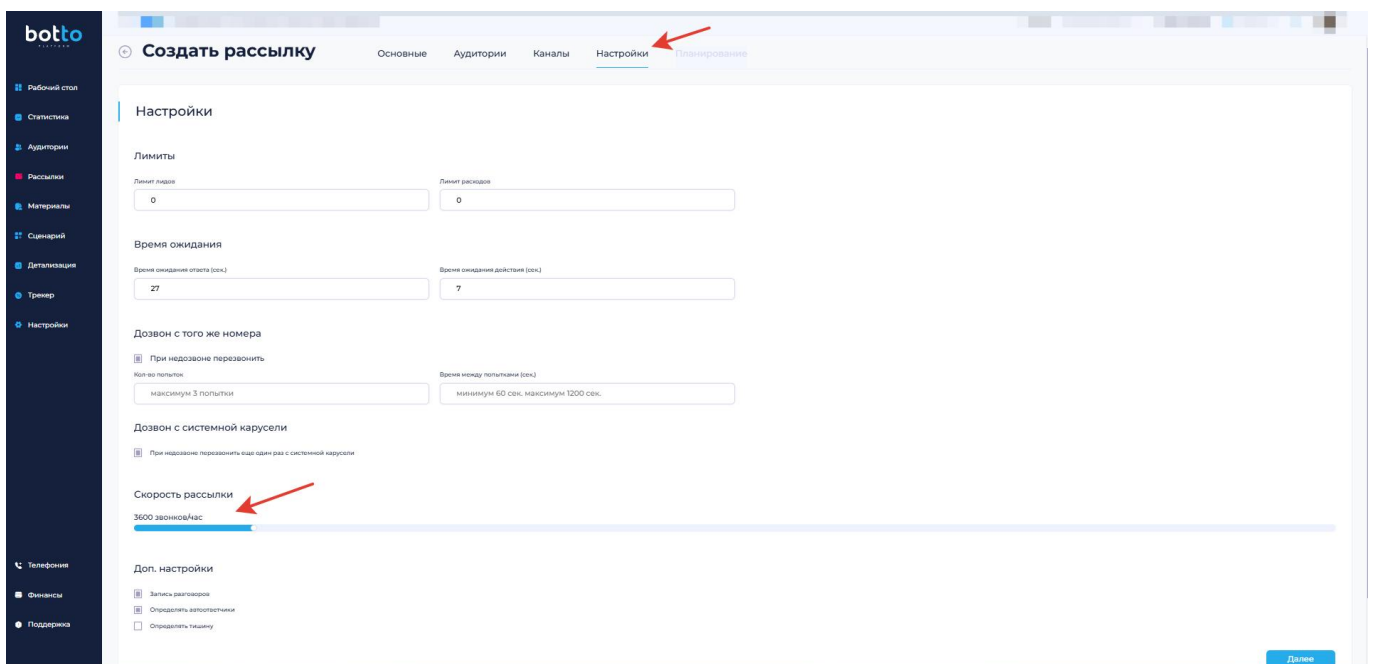 botto
PLATFORM
Рабочий стол
Статистика
Аудитории
Рассылки
Материалы
Сценарий
Детализация
Трекер
Настройки
Телефония
Финансы
Поддержка
Создать рассылку Основные Аудитории Каналы Настройки Планирование
Настройки
Лимиты
Лимит лидов Лимит расходов
0 0
Время ожидания
Время ожидания ответа (сек.) Время ожидания действия (сек.)
27 7
Дозвон с того же номера
При недозвоне перезвонить
Кол-во попыток Время между попытками (сек.)
максимум 3 попытки минимум 60 сек. максимум 1200 сек.
Дозвон с системной карусели
При недозвоне перезвонить еще один раз с системной карусели
Скорость рассылки
3600 звонков/час
Доп. настройки
Запись разговоров
Определять автоответчики
Определять тишину
Далее